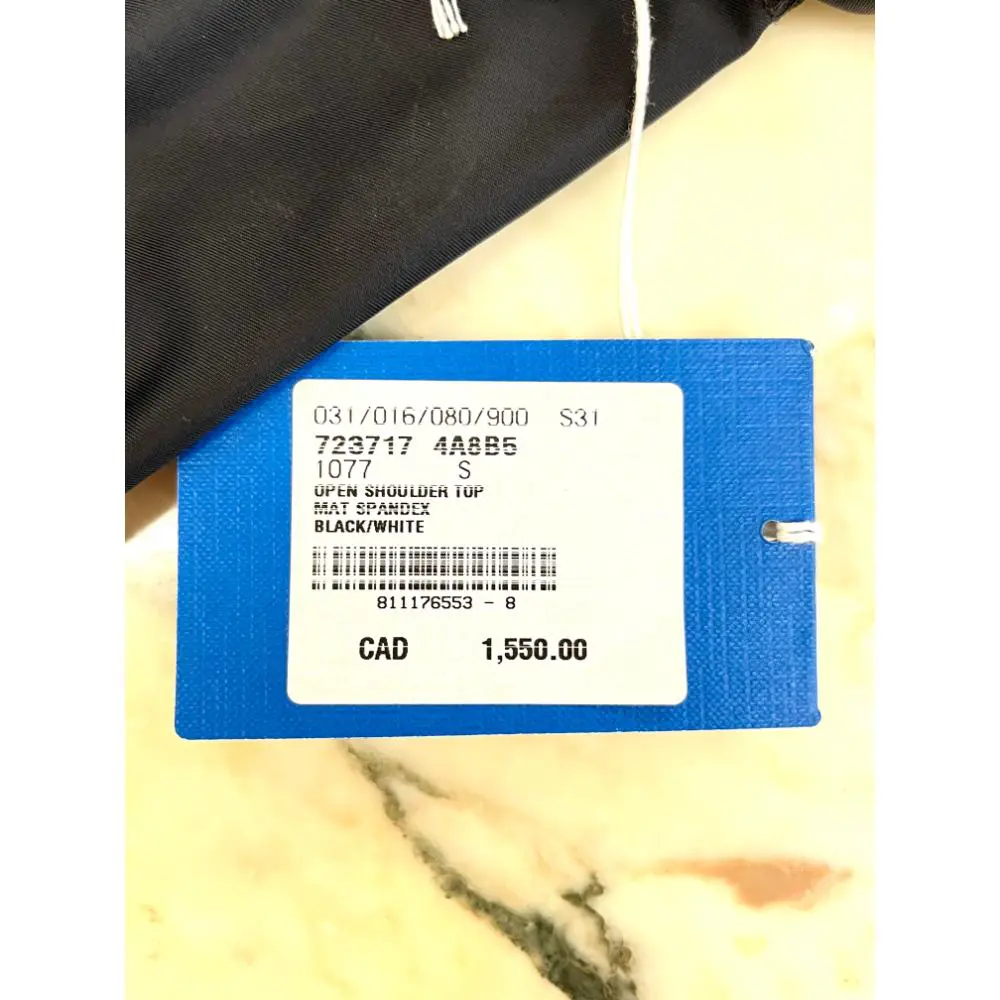 031/016/080/900 S31
723717 4A8B5
1077 S
OPEN SHOULDER TOP
MAT SPANDEX
BLACK/WHITE
811176553 - 8
CAD 1,550.00